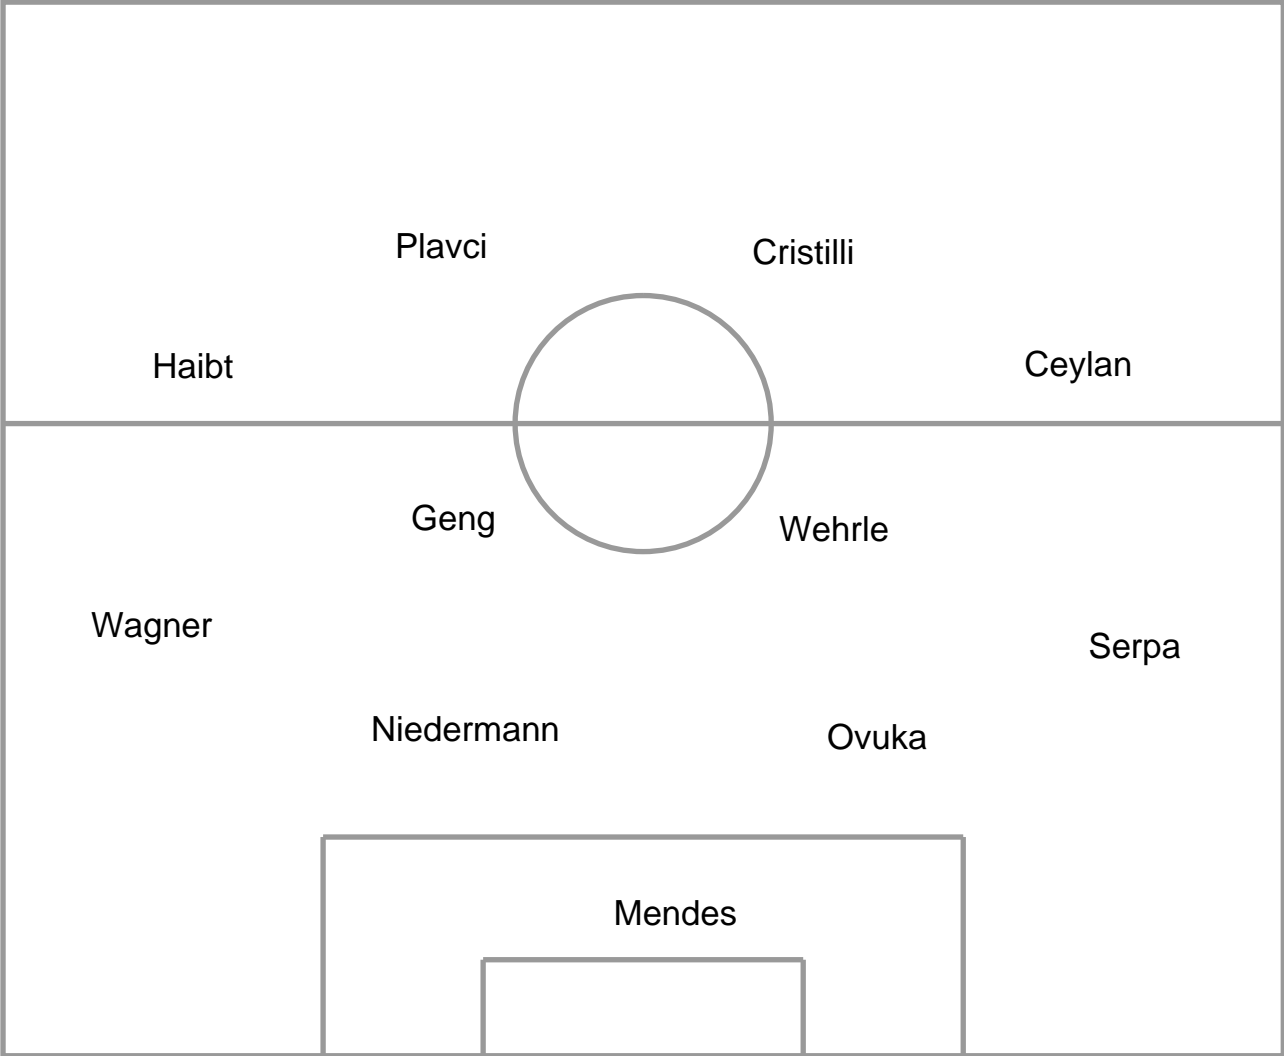 Plavci
Cristilli
Haibt
Ceylan
Geng
Wehrle
Wagner
Serpa
Niedermann
Ovuka
Mendes